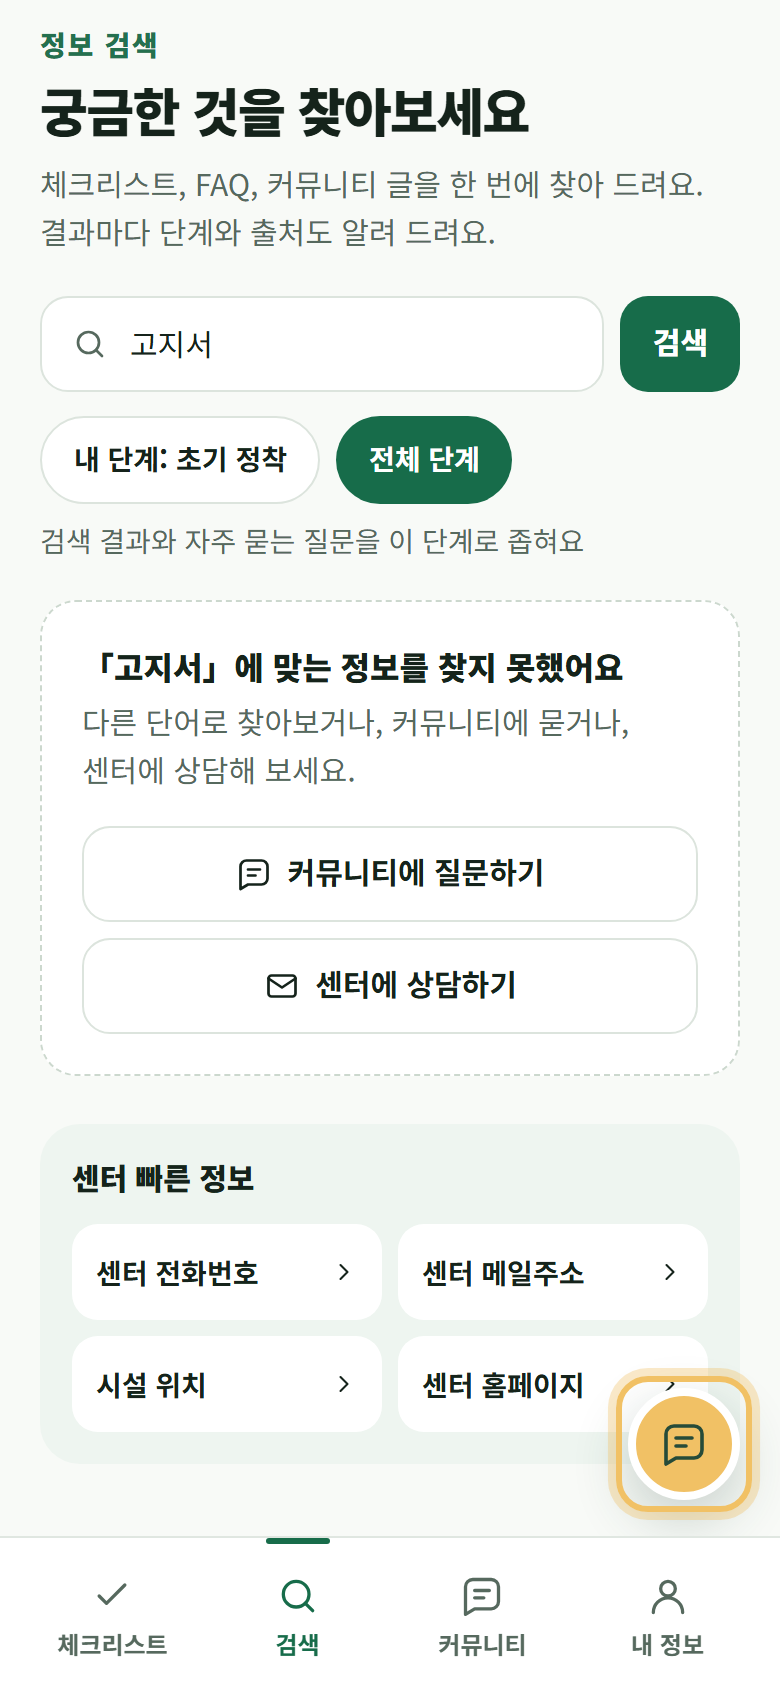 정보 검색
궁금한 것을 찾아보세요
체크리스트, FAQ, 커뮤니티 글을 한 번에 찾아 드려요.
결과마다 단계와 출처도 알려 드려요.
고지서
검색
내 단계: 초기 정착
전체 단계
검색 결과와 자주 묻는 질문을 이 단계로 좁혀요
「고지서」에 맞는 정보를 찾지 못했어요
다른 단어로 찾아보거나, 커뮤니티에 묻거나,
센터에 상담해 보세요.
커뮤니티에 질문하기
센터에 상담하기
센터 빠른 정보
센터 전화번호
센터 메일주소
시설 위치
센터 홈페이지
체크리스트
검색
커뮤니티
내 정보